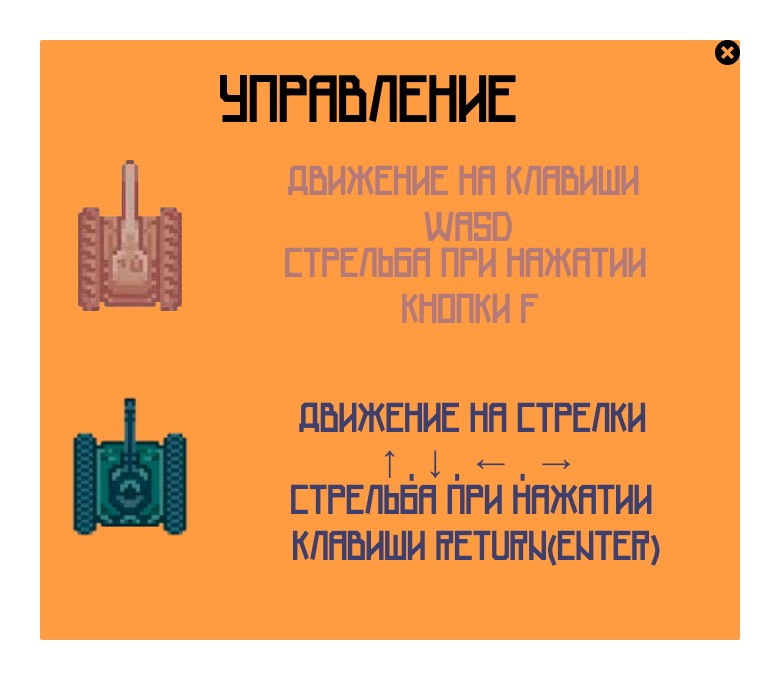 УПРАВЛЕНИЕ
ДВИЖЕНИЕ НА КЛАВИШИ
WASD
СТРЕЛЬБА ПРИ НАЖАТИИ
КНОПКИ F
ДВИЖЕНИЕ НА СТРЕЛКИ
↑ , ↓ , ← , →
СТРЕЛЬБА ПРИ НАЖАТИИ
КЛАВИШИ RETURN(ENTER)